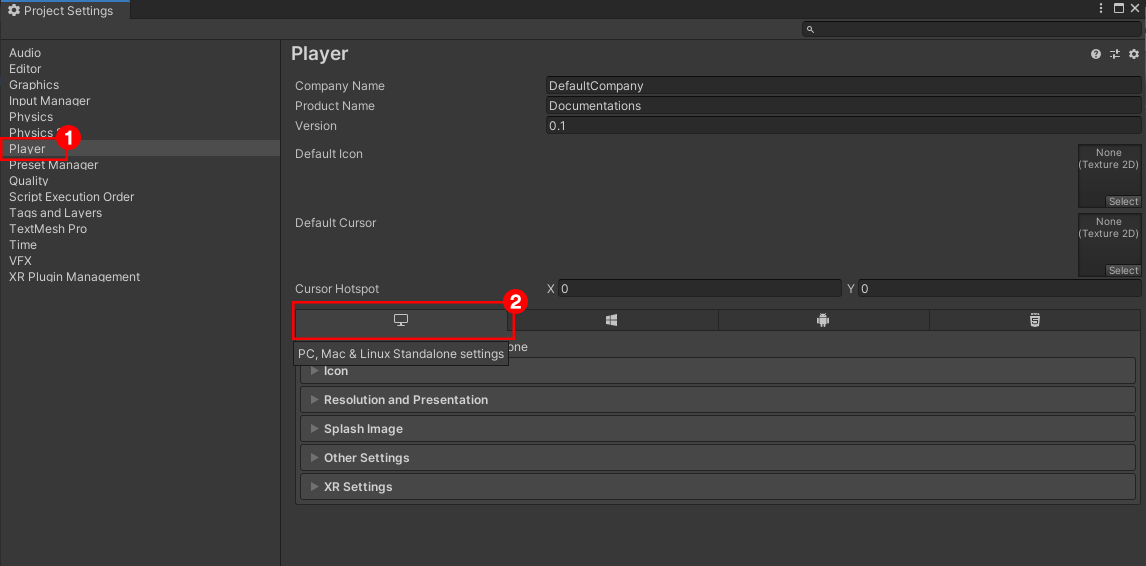 Project Settings
Audio
Editor
Graphics
Input Manager
Physics
Physics
1
Player
Preset Manager
Quality
Script Execution Order
Tags and Layers
TextMesh Pro
Time
VFX
XR Plugin Management
Player
Company Name DefaultCompany
Product Name Documentations
Version 0.1
Default Icon
None
(Texture 2D)
Select
Default Cursor
None
(Texture 2D)
Select
Cursor Hotspot X 0 Y 0
2
PC, Mac & Linux Standalone settings
one
Icon
Resolution and Presentation
Splash Image
Other Settings
XR Settings